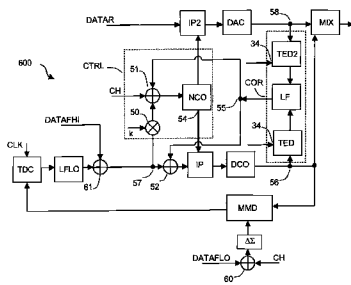 DATAR
IP2
DAC
58
MIX
CTRL
51
34
TED2
600
CH
COR
LF
NCO
50
54
55
DATAFHI
k
34
TED
CLK
TDC
LFLO
61
57
52
IP
DCO
56
MMD
ΔΣ
DATAFLO
CH
60